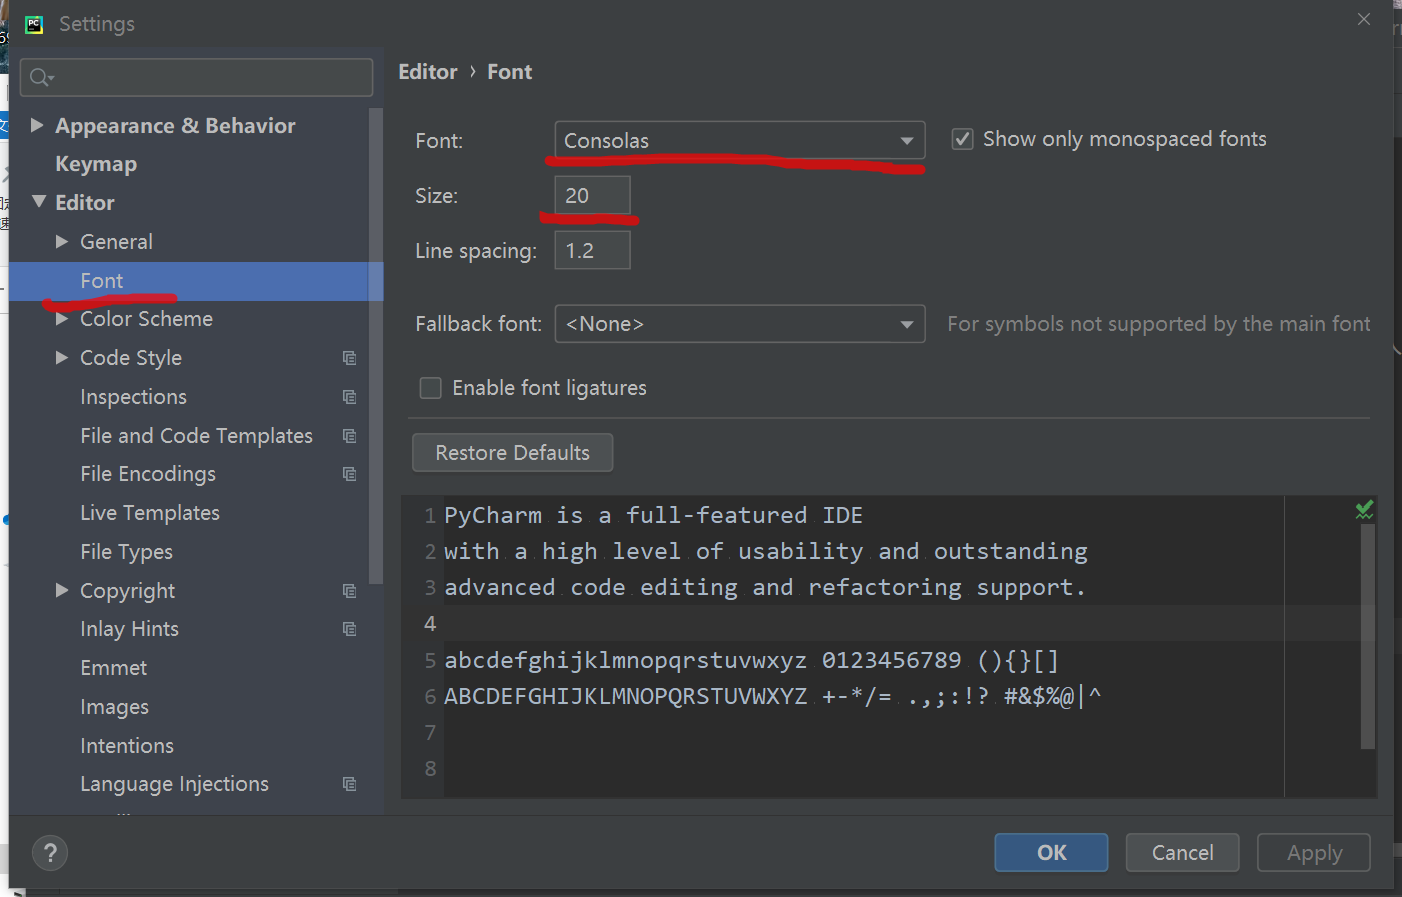 PC
Settings
Appearance & Behavior
Keymap
Editor
General
Font
Color Scheme
Code Style
Inspections
File and Code Templates
File Encodings
Live Templates
File Types
Copyright
Inlay Hints
Emmet
Images
Intentions
Language Injections
Editor › Font
Font: Consolas Show only monospaced fonts
Size: 20
Line spacing: 1.2
Fallback font: <None> For symbols not supported by the main font
Enable font ligatures
Restore Defaults
1 PyCharm is a full-featured IDE
2 with a high level of usability and outstanding
3 advanced code editing and refactoring support.
4
5 abcdefghijklmnopqrstuvwxyz 0123456789 (){}[]
6 ABCDEFGHIJKLMNOPQRSTUVWXYZ +-*/= .,;:!? #&$%@|^
7
8
? OK Cancel Apply